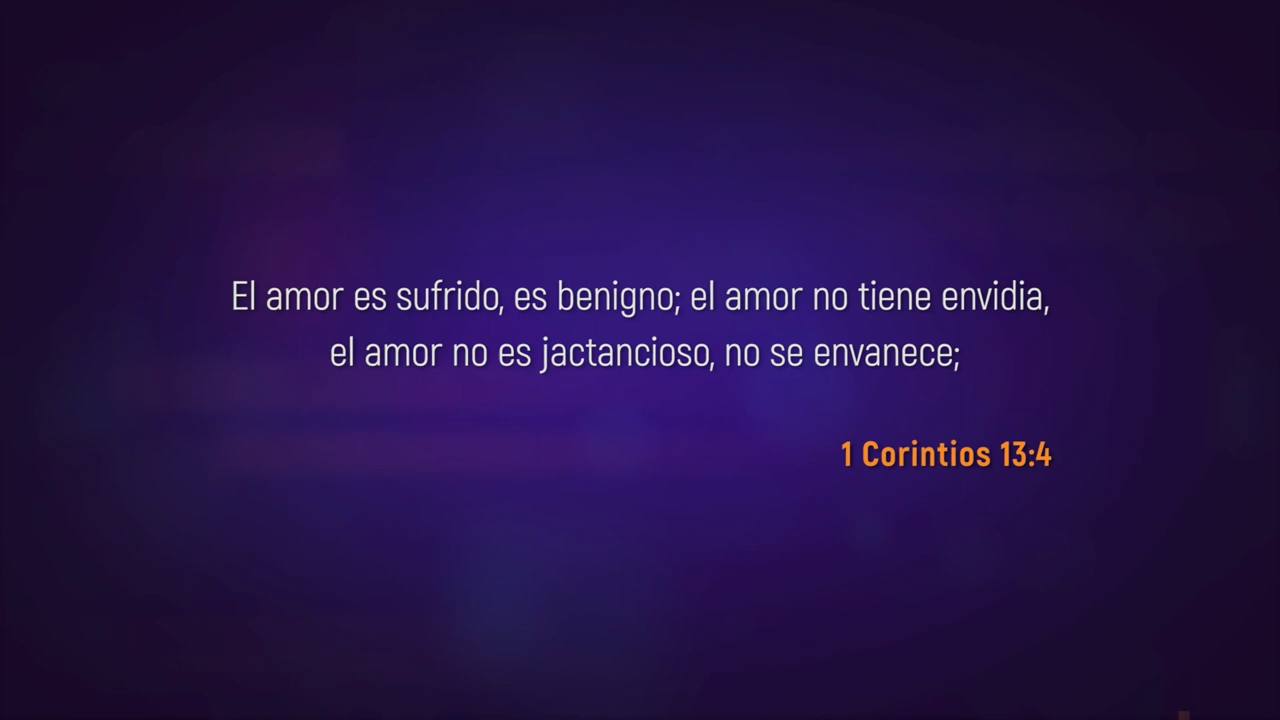 El amor es sufrido, es benigno; el amor no tiene envidia,
el amor no es jactancioso, no se envanece;
1 Corintios 13:4